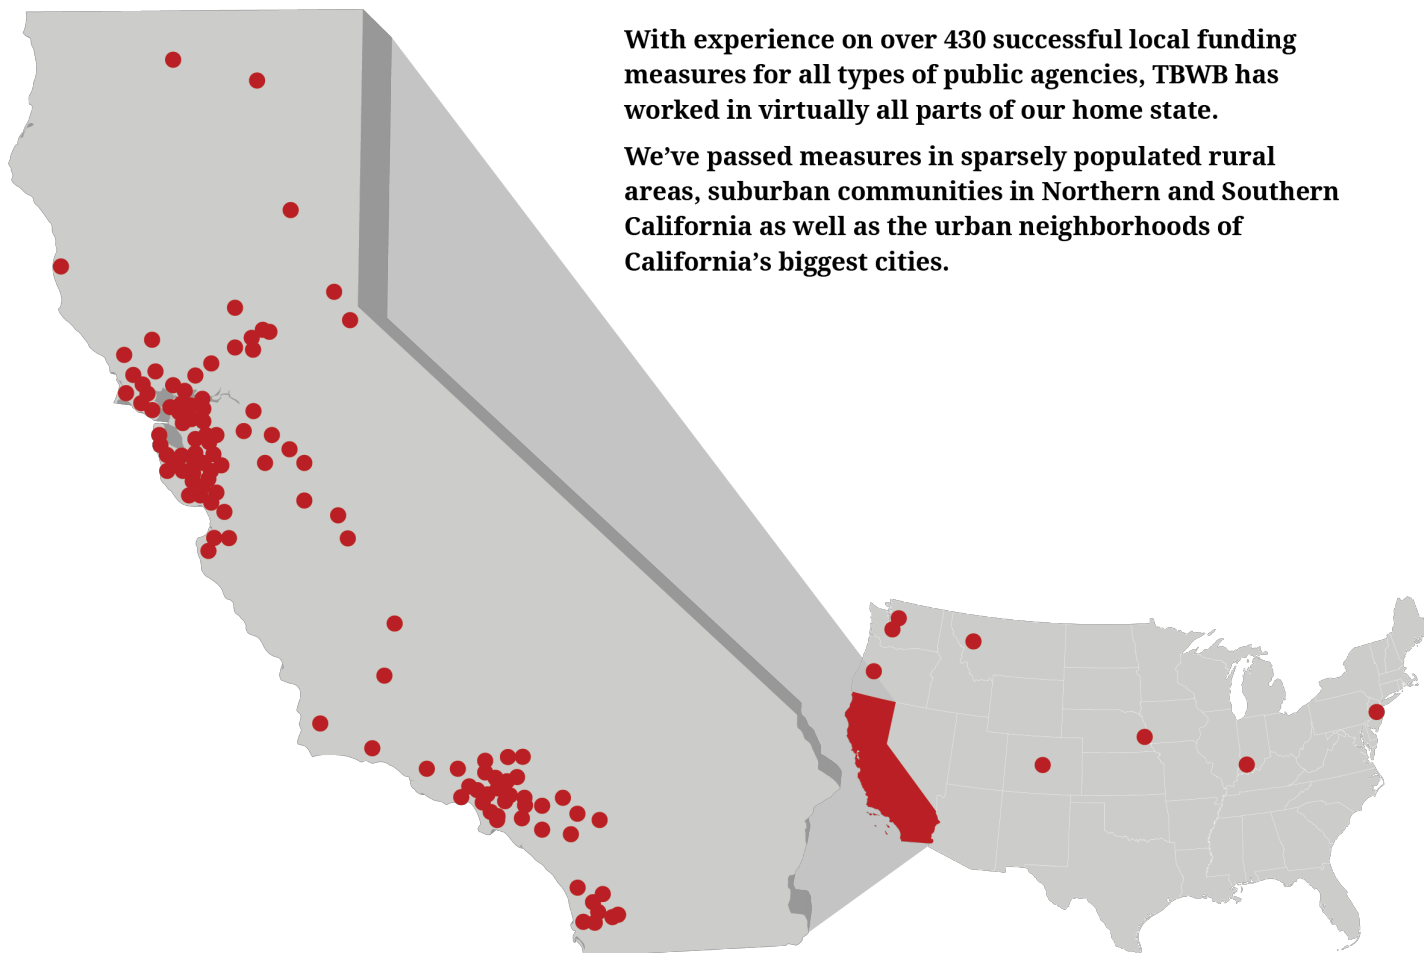 With experience on over 430 successful local funding
measures for all types of public agencies, TBWB has
worked in virtually all parts of our home state.
We’ve passed measures in sparsely populated rural
areas, suburban communities in Northern and Southern
California as well as the urban neighborhoods of
California’s biggest cities.